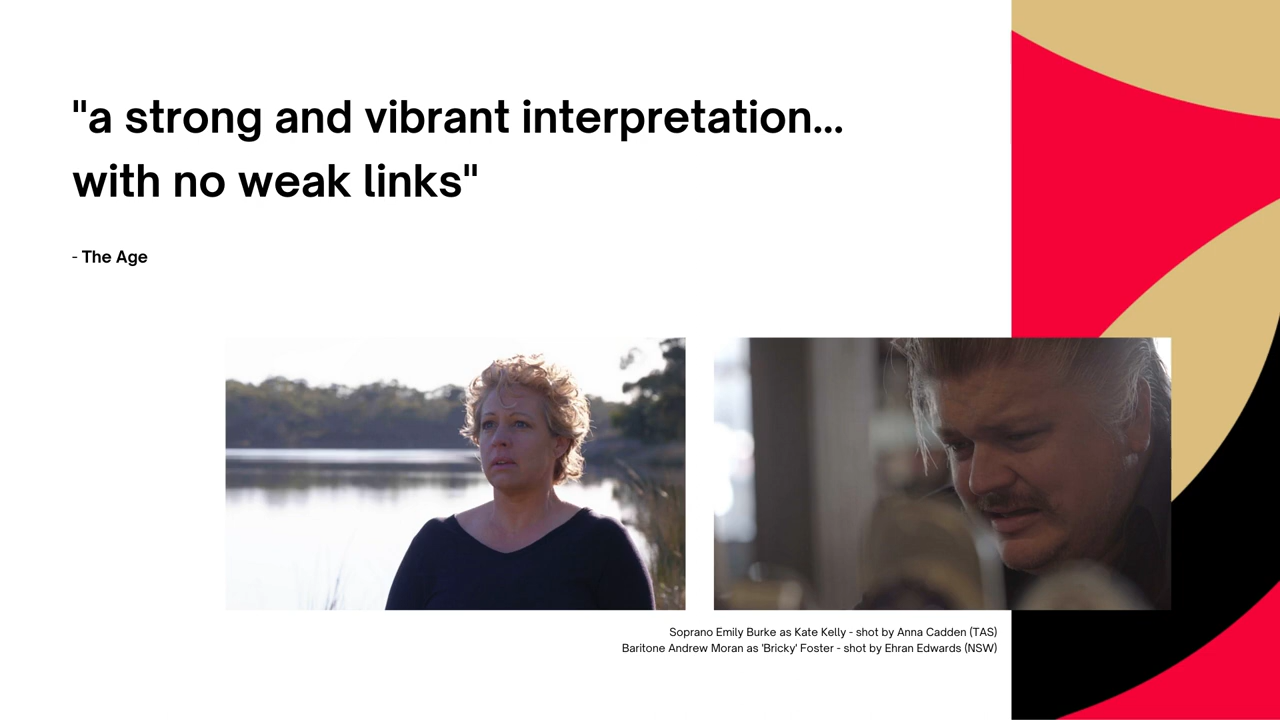 "a strong and vibrant interpretation...
with no weak links"
- The Age
Soprano Emily Burke as Kate Kelly - shot by Anna Cadden (TAS)
Baritone Andrew Moran as 'Bricky' Foster - shot by Ehran Edwards (NSW)